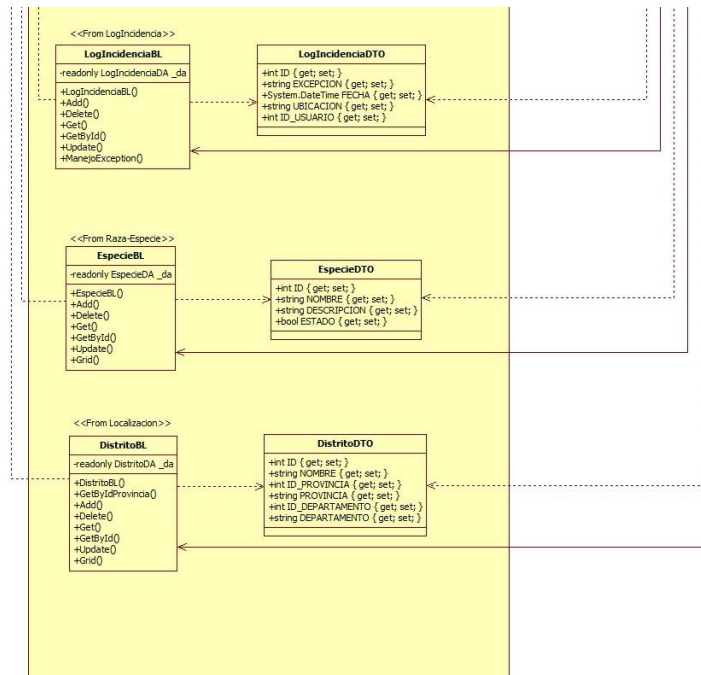 <<From LogIncidencia>>
LogIncidenciaBL
-readonly LogIncidenciaDA _da
+LogIncidenciaBL()
+Add()
+Delete()
+Get()
+GetById()
+Update()
+ManejoException()
LogIncidenciaDTO
+int ID { get; set; }
+string EXCEPCION { get; set; }
+System.DateTime FECHA { get; set; }
+string UBICACION { get; set; }
+int ID_USUARIO { get; set; }
<<From Raza-Especie>>
EspecieBL
-readonly EspecieDA _da
+EspecieBL()
+Add()
+Delete()
+Get()
+GetById()
+Update()
+Grid()
EspecieDTO
+int ID { get; set; }
+string NOMBRE { get; set; }
+string DESCRIPCION { get; set; }
+bool ESTADO { get; set; }
<<From Localizacion>>
DistritoBL
-readonly DistritoDA _da
+DistritoBL()
+GetByIdProvincia()
+Add()
+Delete()
+Get()
+GetById()
+Update()
+Grid()
DistritoDTO
+int ID { get; set; }
+string NOMBRE { get; set; }
+int ID_PROVINCIA { get; set; }
+string PROVINCIA { get; set; }
+int ID_DEPARTAMENTO { get; set; }
+string DEPARTAMENTO { get; set; }